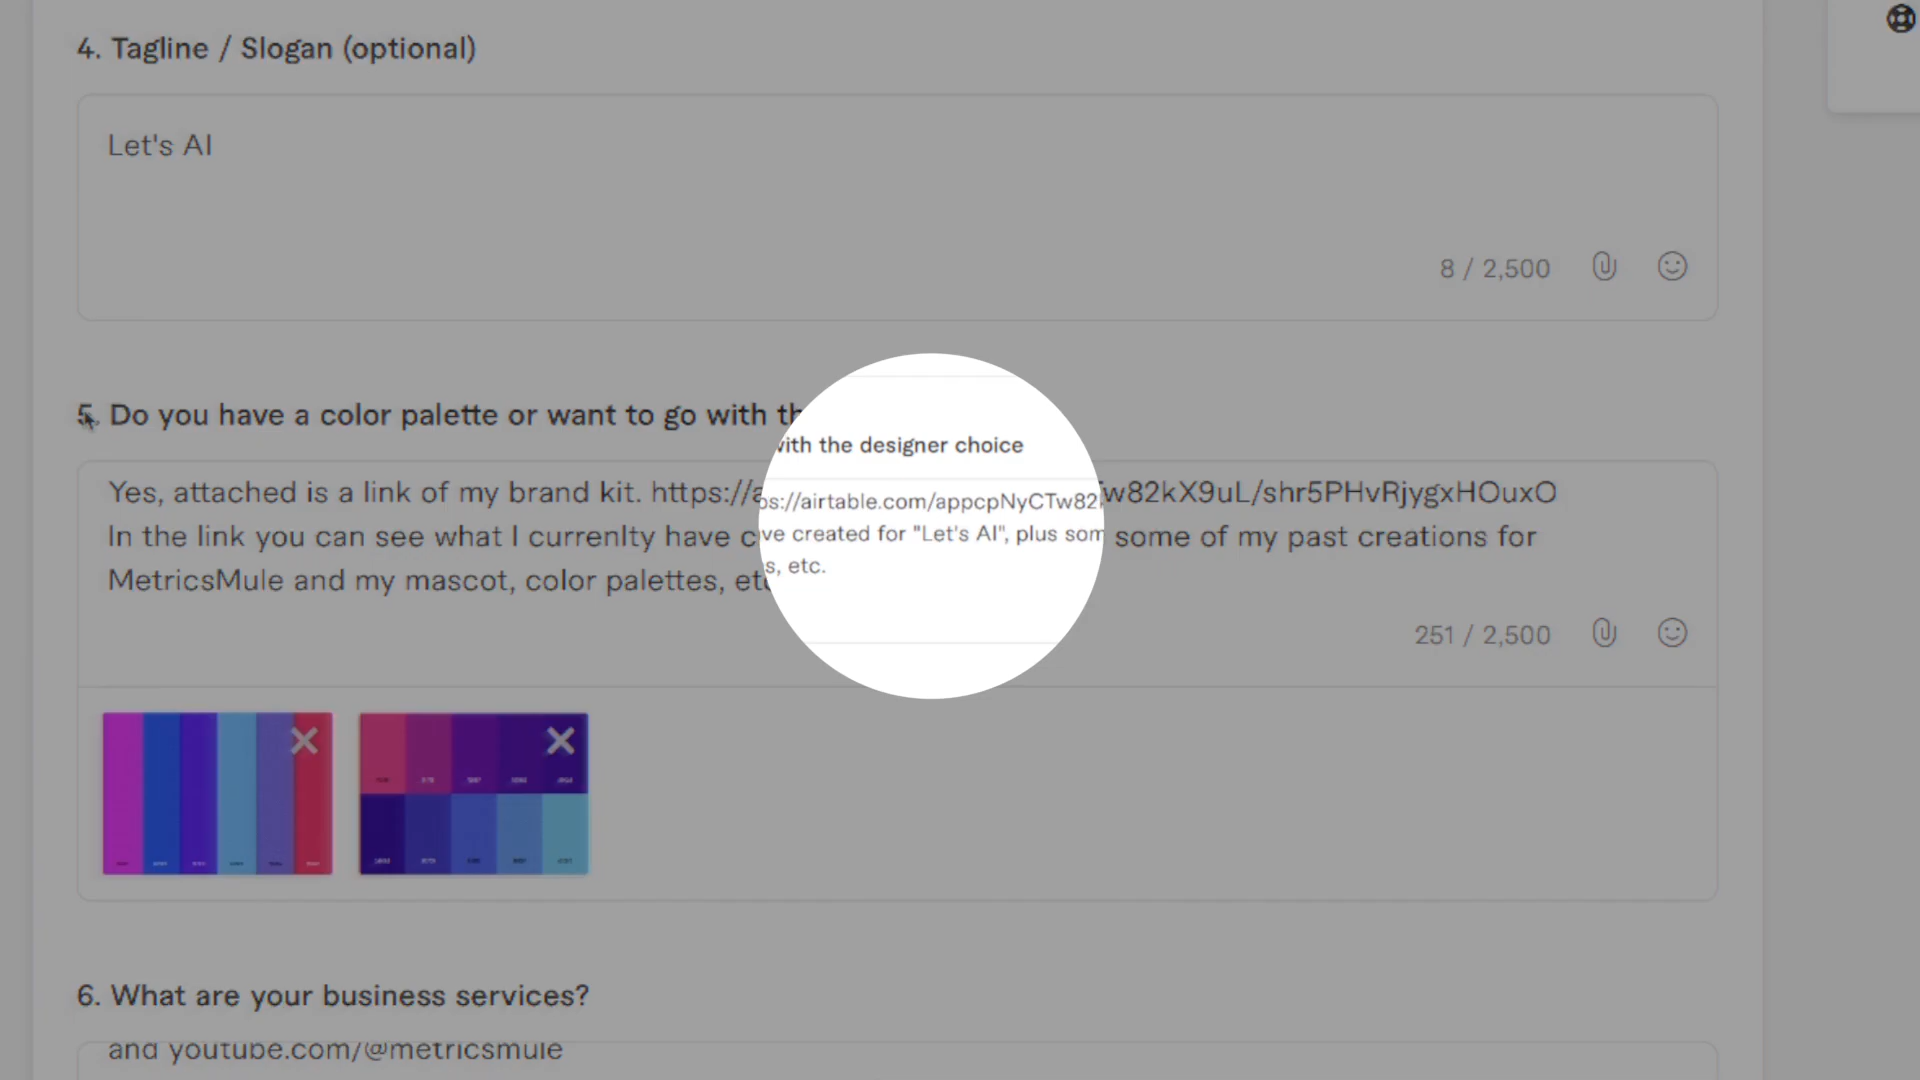 4. Tagline / Slogan (optional)
Let's AI
8 / 2,500
5. Do you have a color palette or want to go with th
with the designer choice
Yes, attached is a link of my brand kit. https://a
ps://airtable.com/appcpNyCTw82
w82kX9uL/shr5PHvRjygxHOuxO
In the link you can see what I currenlty have c
ve created for "Let's AI", plus som
some of my past creations for
MetricsMule and my mascot, color palettes, etc
s, etc.
251 / 2,500
6. What are your business services?
and youtube.com/@metricsmule